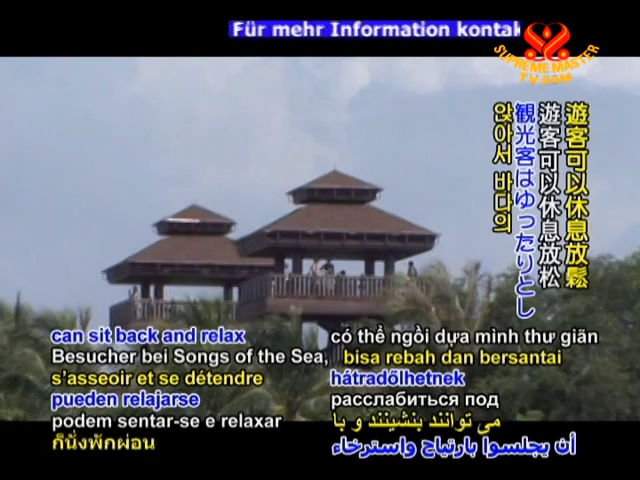 Für mehr Information kontak
SUPREME MASTER
TV.COM
遊客可以休息放鬆
遊客可以休息放松
観光客はゆったりとし
앉아서 바다의
can sit back and relax
Besucher bei Songs of the Sea,
s'asseoir et se détendre
pueden relajarse
podem sentar-se e relaxar
ก็นั่งพักผ่อน
có thể ngồi dựa mình thư giãn
bisa rebah dan bersantai
hátradőlhetnek
расслабиться под
می توانند بنشینند و با
أن يجلسوا بارتياح واسترخاء